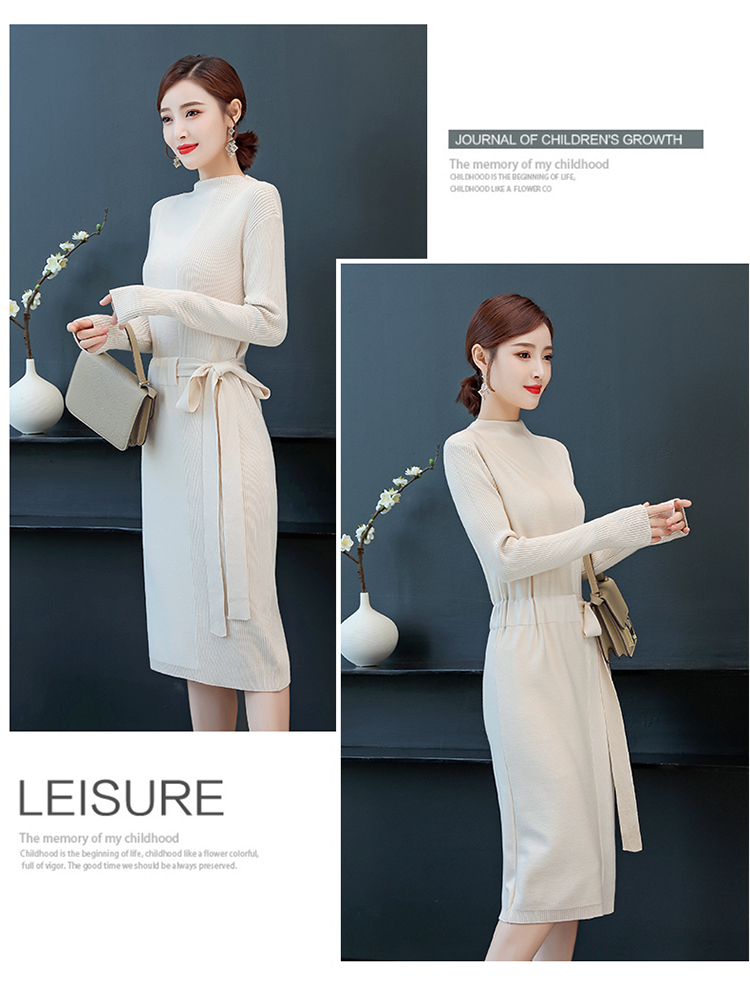 JOURNAL OF CHILDREN'S GROWTH
The memory of my childhood
CHILDHOOD IS THE BEGINNING OF LIFE,
CHILDHOOD LIKE A FLOWER CO
LEISURE
The memory of my childhood
Childhood is the beginning of life, childhood like a flower colorful,
full of vigor. The good time we should be always preserved.